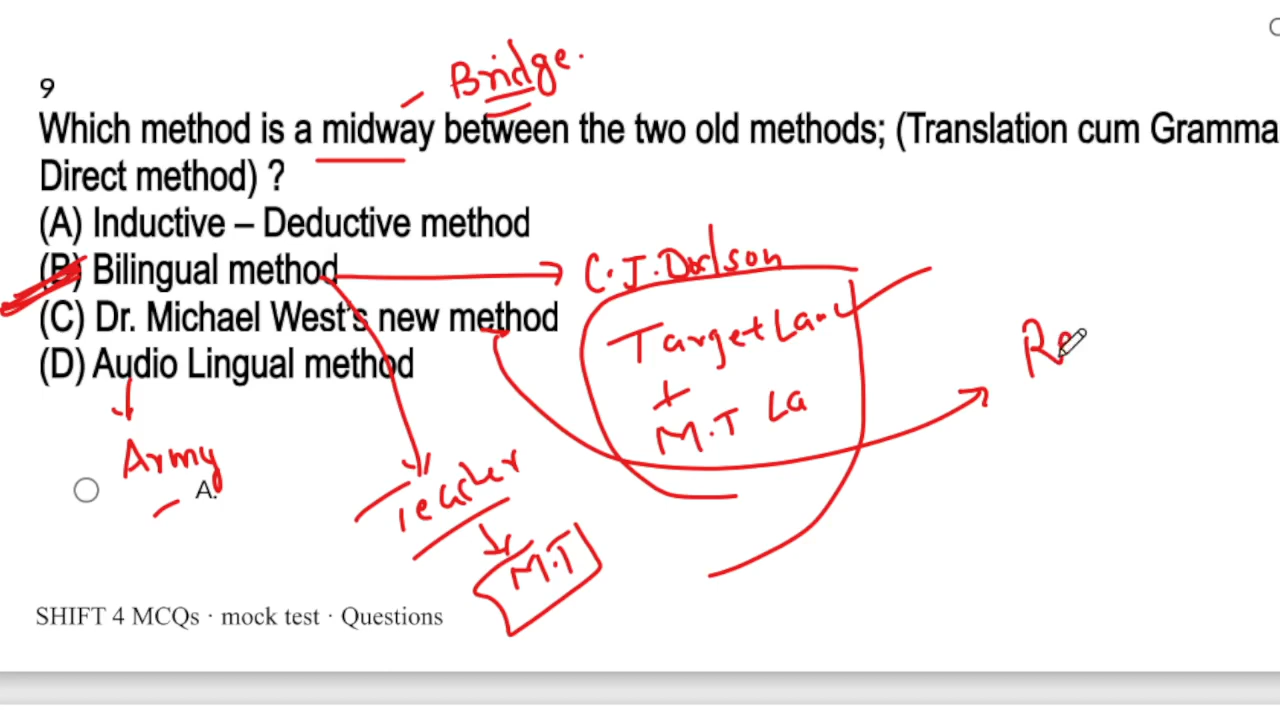 Bridge.
9
Which method is a midway between the two old methods; (Translation cum Gramma
Direct method) ?
(A) Inductive – Deductive method
(B) Bilingual method
C.J. Dodson
(C) Dr. Michael West's new method
Target Lan
+
M.T La
Re
(D) Audio Lingual method
Army
A.
Teacher
M.T
SHIFT 4 MCQs · mock test · Questions